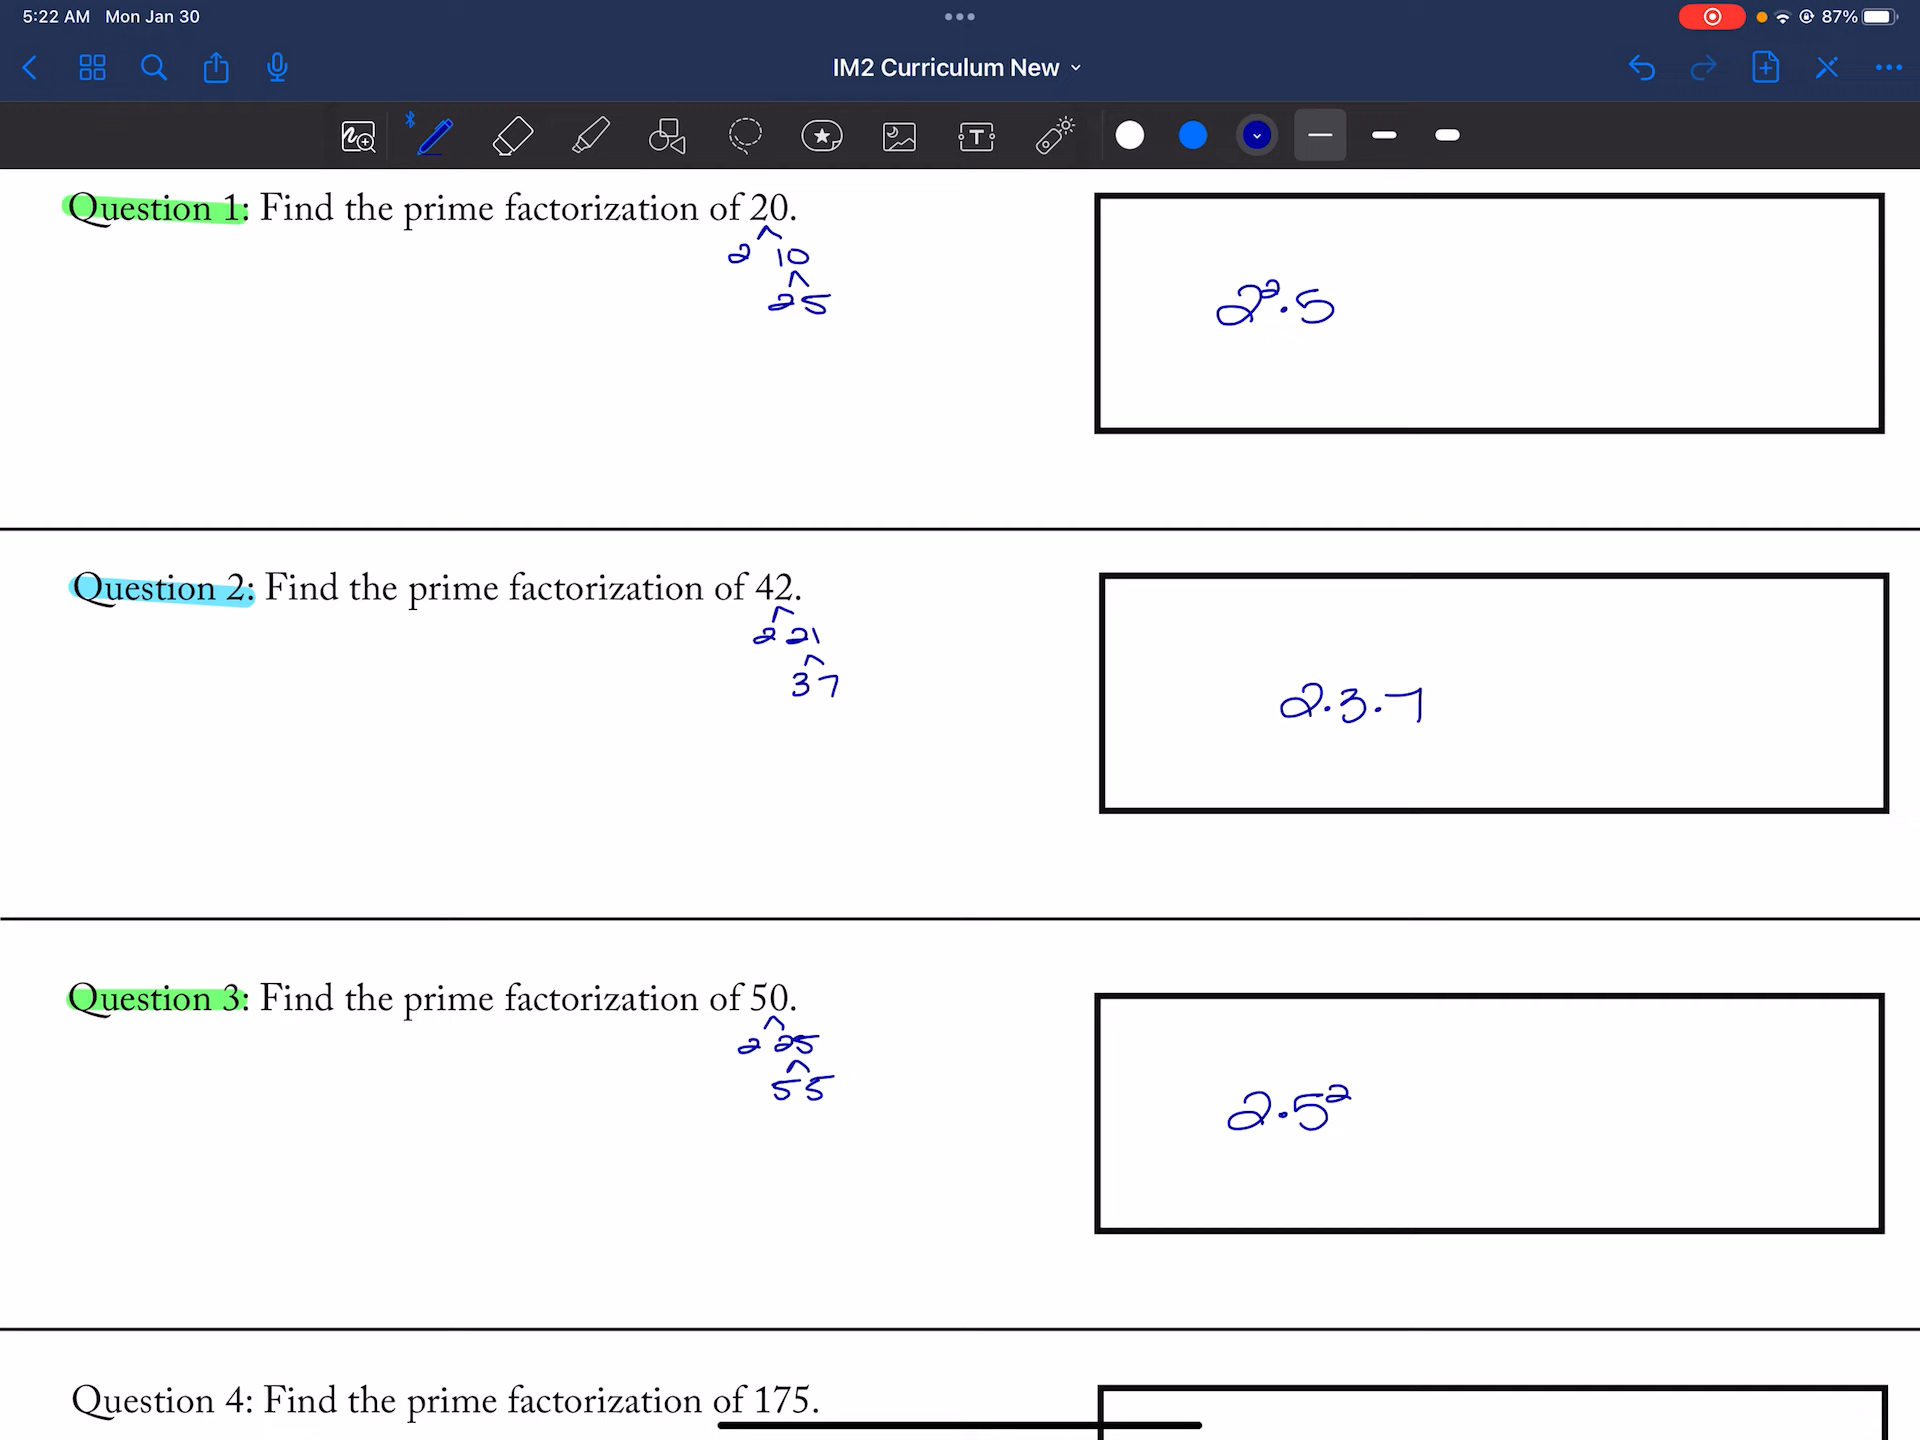 5:22 AM Mon Jan 30
87%
IM2 Curriculum New
T
Question 1: Find the prime factorization of 20.
2 10
2 5
2²·5
Question 2: Find the prime factorization of 42.
2 21
3 7
2·3·7
Question 3: Find the prime factorization of 50.
2 25
5 5
2·5²
Question 4: Find the prime factorization of 175.